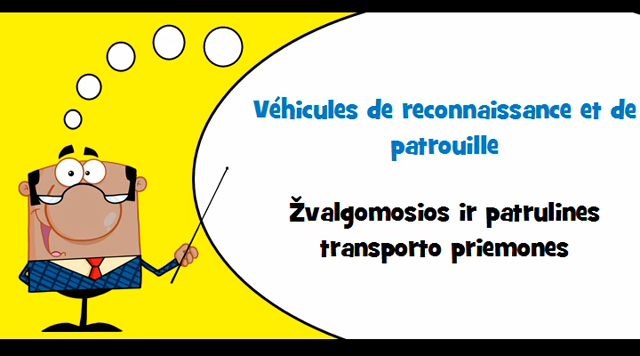 Véhicules de reconnaissance et de
patrouille
Žvalgomosios ir patrulines
transporto priemones